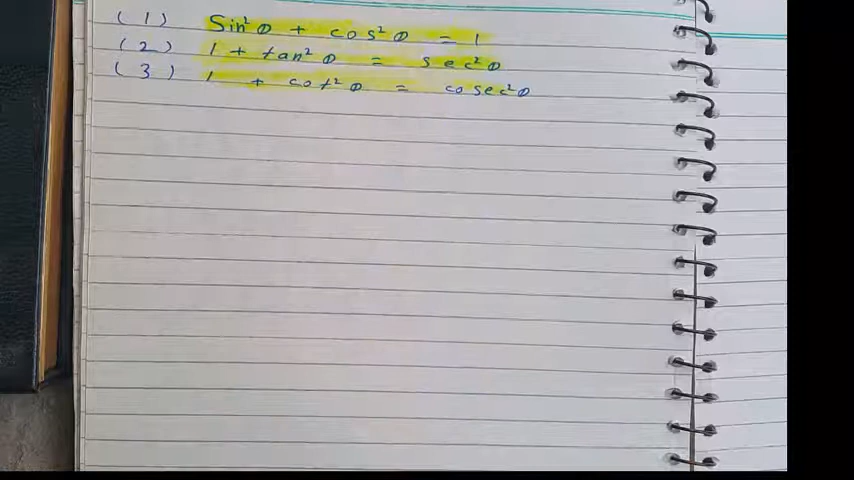 (1) Sin²θ + cos²θ = 1
(2) 1 + tan²θ = sec²θ
(3) 1 + cot²θ = cosec²θ